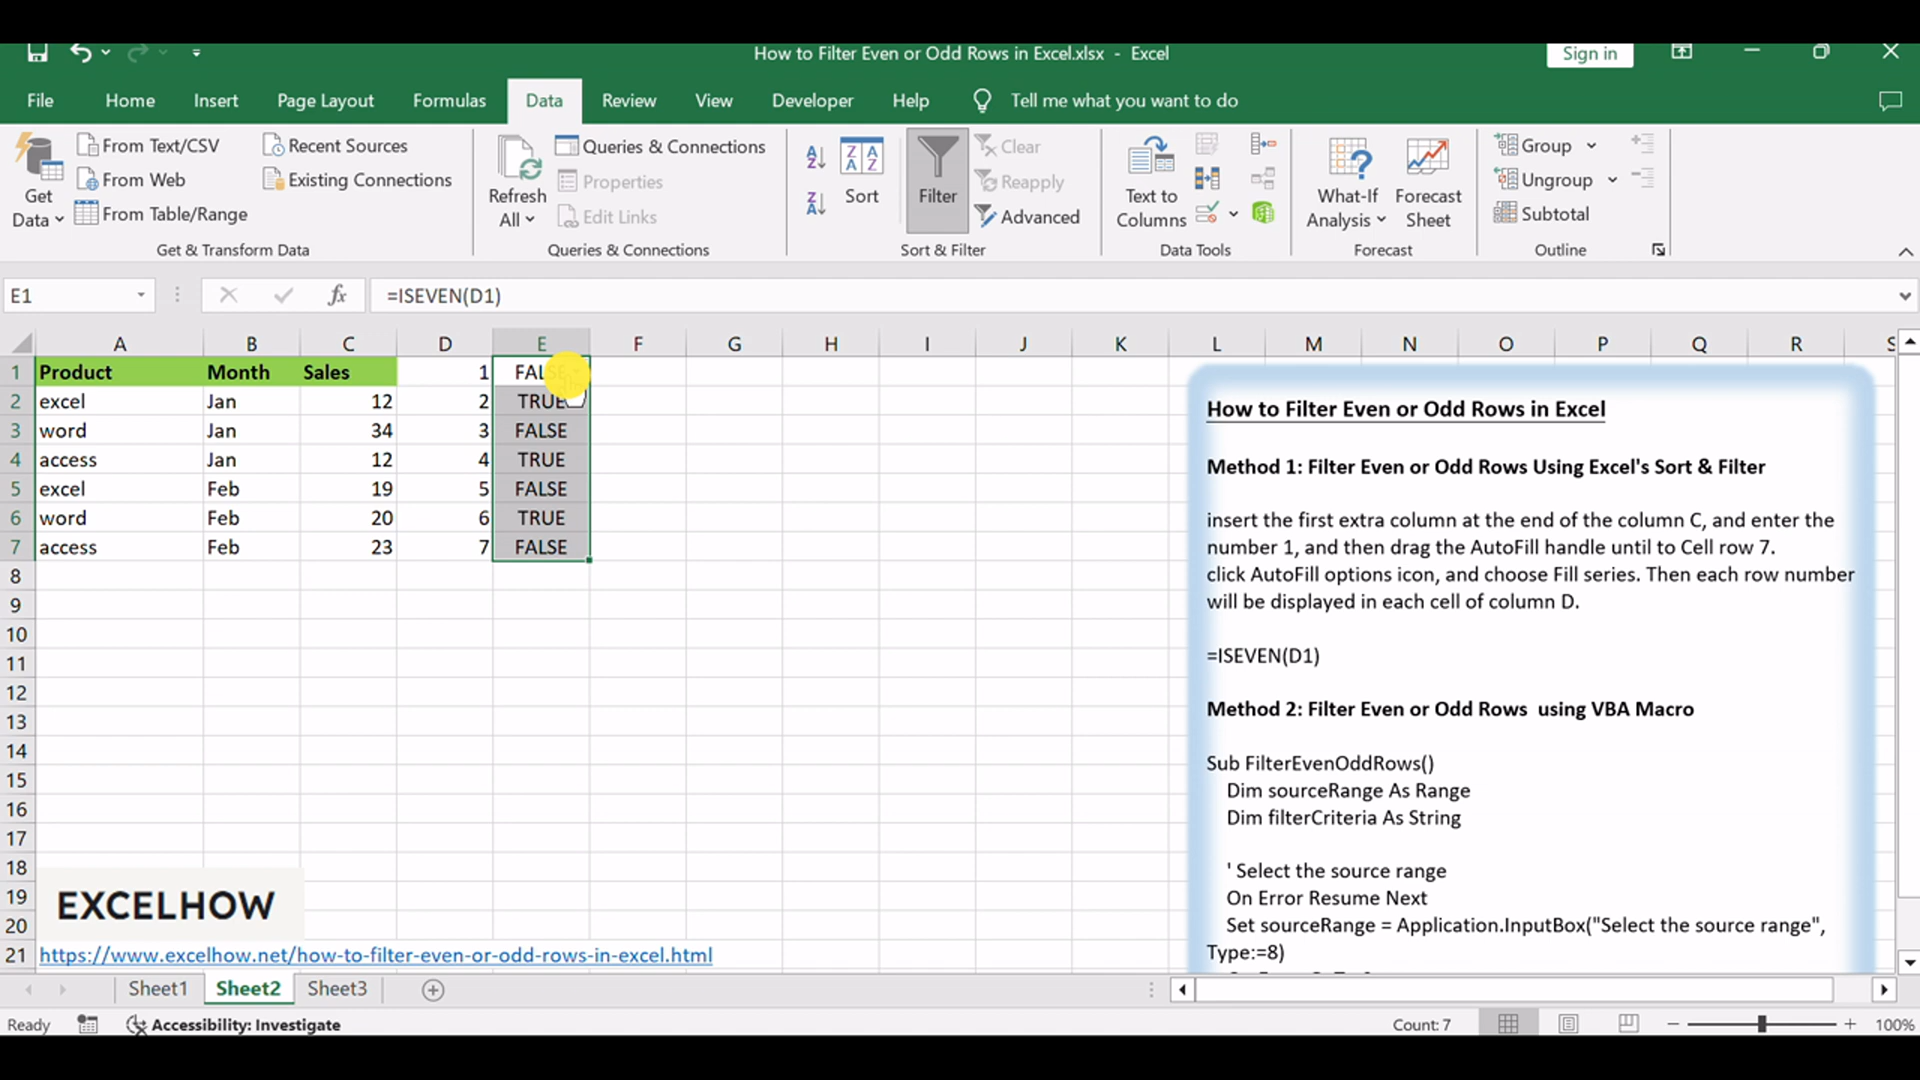 How to Filter Even or Odd Rows in Excel.xlsx - Excel
Sign in
File Home Insert Page Layout Formulas Data Review View Developer Help Tell me what you want to do
Get Data
From Text/CSV
From Web
From Table/Range
Recent Sources
Existing Connections
Get & Transform Data
Refresh All
Queries & Connections
Properties
Edit Links
Queries & Connections
Sort
Filter
Clear
Reapply
Advanced
Sort & Filter
Text to Columns
Data Tools
What-If Analysis
Forecast Sheet
Forecast
Group
Ungroup
Subtotal
Outline
E1 fx =ISEVEN(D1)
A B C D E F G H I J K L M N O P Q R S
1 Product Month Sales 1 FALSE
2 excel Jan 12 2 TRUE
3 word Jan 34 3 FALSE
4 access Jan 12 4 TRUE
5 excel Feb 19 5 FALSE
6 word Feb 20 6 TRUE
7 access Feb 23 7 FALSE
8
9
10
11
12
13
14
15
16
17
18
19
20
21
EXCELHOW
https://www.excelhow.net/how-to-filter-even-or-odd-rows-in-excel.html
How to Filter Even or Odd Rows in Excel
Method 1: Filter Even or Odd Rows Using Excel's Sort & Filter
insert the first extra column at the end of the column C, and enter the
number 1, and then drag the AutoFill handle until to Cell row 7.
click AutoFill options icon, and choose Fill series. Then each row number
will be displayed in each cell of column D.
=ISEVEN(D1)
Method 2: Filter Even or Odd Rows using VBA Macro
Sub FilterEvenOddRows()
Dim sourceRange As Range
Dim filterCriteria As String
' Select the source range
On Error Resume Next
Set sourceRange = Application.InputBox("Select the source range",
Type:=8)
Sheet1 Sheet2 Sheet3
Ready Accessibility: Investigate Count: 7 100%